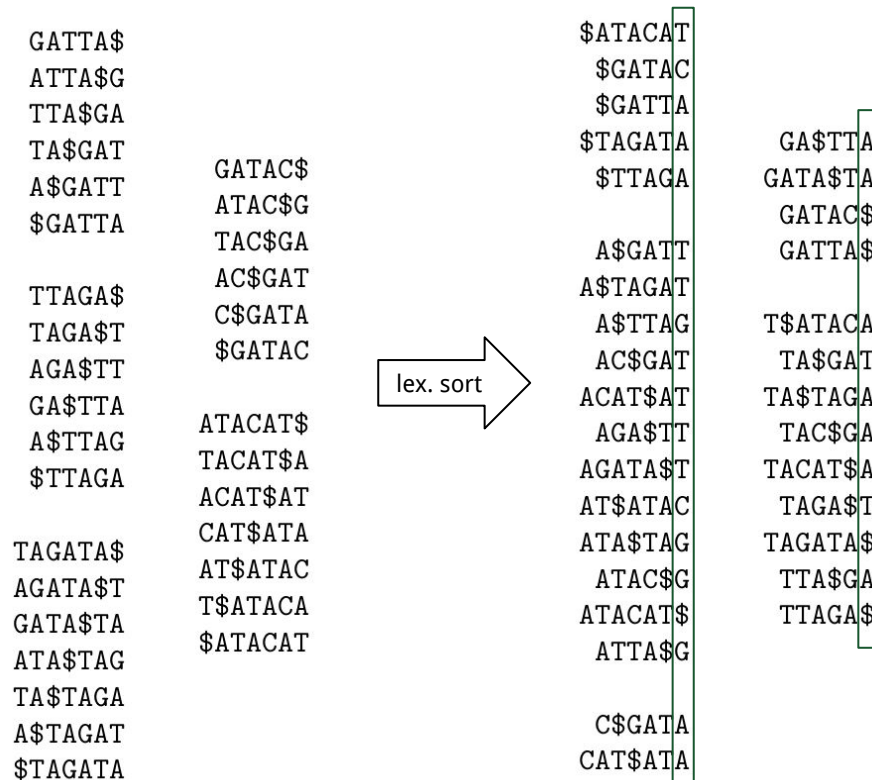 GATTA$
ATTA$G
TTA$GA
TA$GAT
A$GATT
$GATTA
TTAGA$
TAGA$T
AGA$TT
GA$TTA
A$TTAG
$TTAGA
TAGATA$
AGATA$T
GATA$TA
ATA$TAG
TA$TAGA
A$TAGAT
$TAGATA
GATAC$
ATAC$G
TAC$GA
AC$GAT
C$GATA
$GATAC
ATACAT$
TACAT$A
ACAT$AT
CAT$ATA
AT$ATAC
T$ATACA
$ATACAT
lex. sort
$ATACAT
$GATAC
$GATTA
$TAGATA
$TTAGA
A$GATT
A$TAGAT
A$TTAG
AC$GAT
ACAT$AT
AGA$TT
AGATA$T
AT$ATAC
ATA$TAG
ATAC$G
ATACAT$
ATTA$G
C$GATA
CAT$ATA
GA$TTA
GATA$TA
GATAC$
GATTA$
T$ATACA
TA$GAT
TA$TAGA
TAC$GA
TACAT$A
TAGA$T
TAGATA$
TTA$GA
TTAGA$